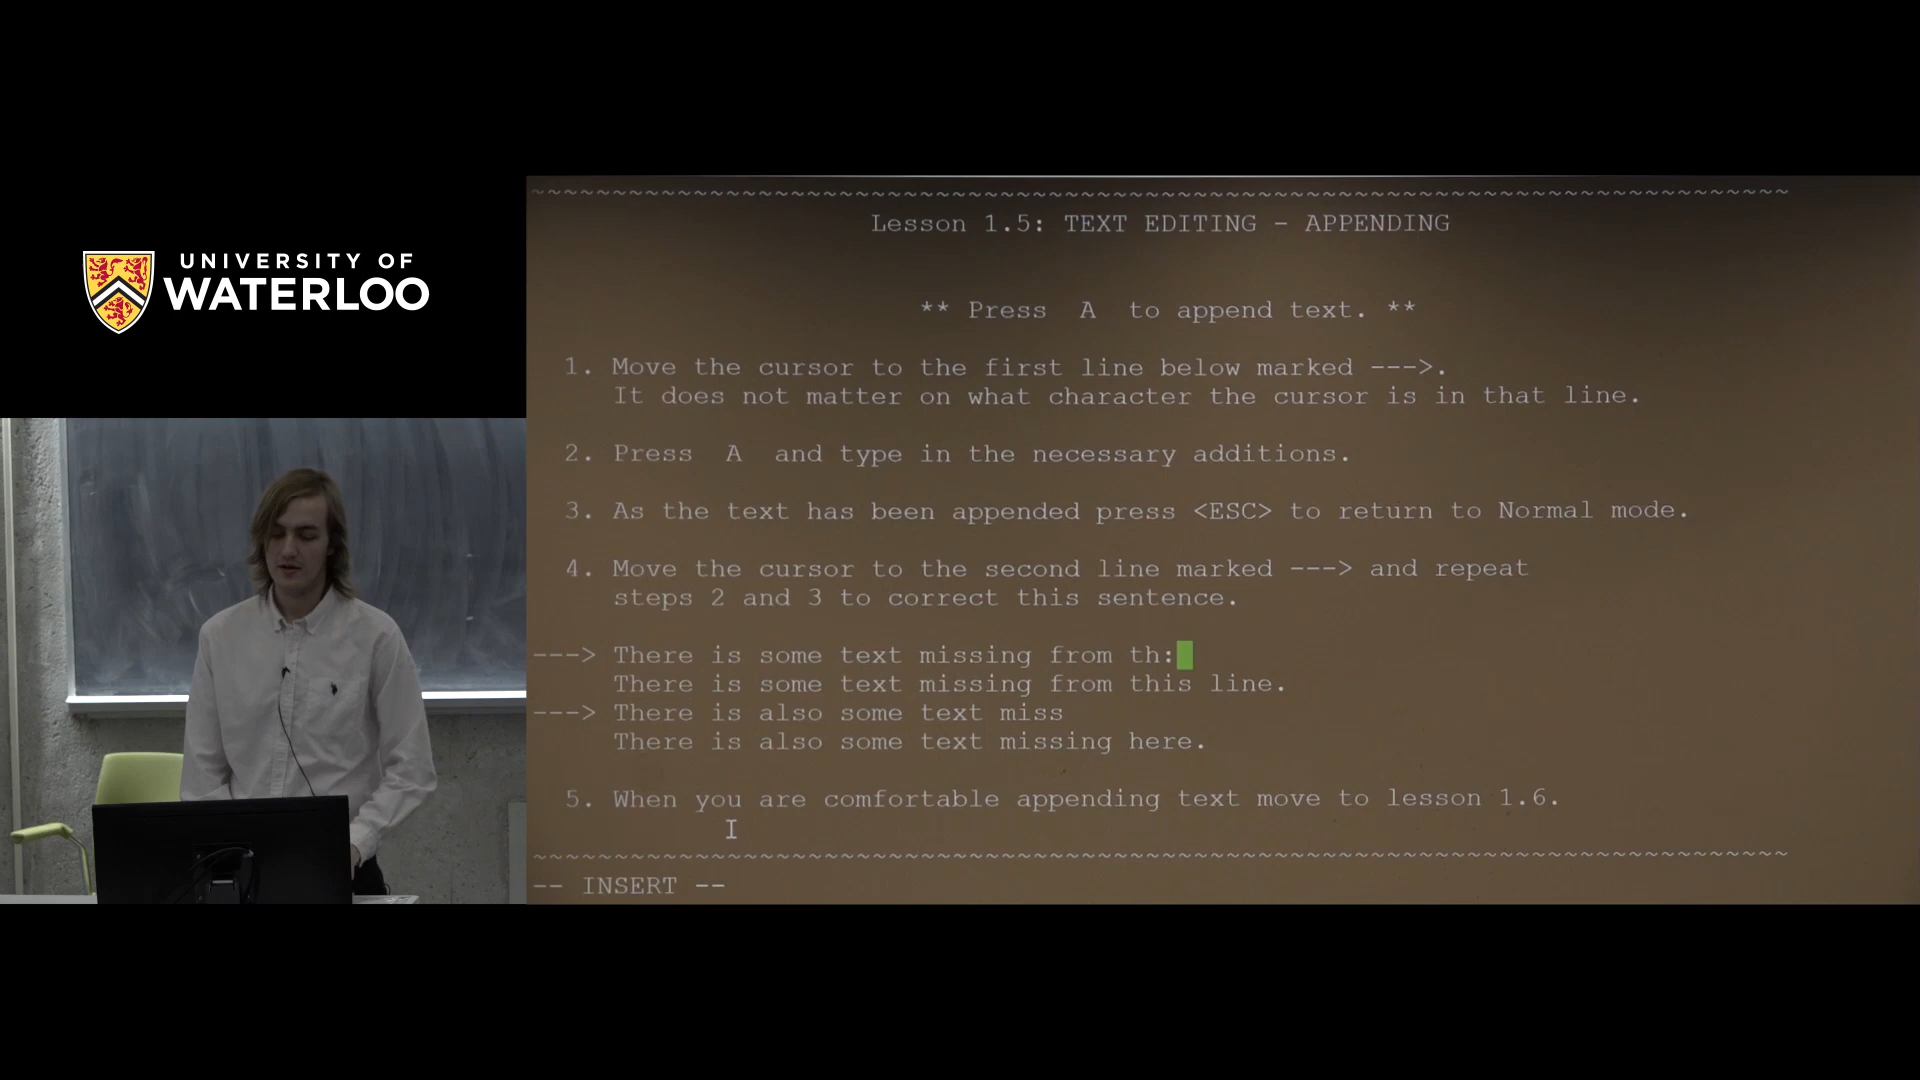 UNIVERSITY OF
WATERLOO
~~~~~~~~~~~~~~~~~~~~~~~~~~~~~~~~~~~~~~~~~~~~~~~~~~~~~~~~~~~~~~~~~~~~~~~~~~~~~~
Lesson 1.5: TEXT EDITING - APPENDING
** Press  A  to append text. **
1. Move the cursor to the first line below marked --->.
It does not matter on what character the cursor is in that line.
2. Press  A  and type in the necessary additions.
3. As the text has been appended press <ESC> to return to Normal mode.
4. Move the cursor to the second line marked ---> and repeat
steps 2 and 3 to correct this sentence.
---> There is some text missing from th:
There is some text missing from this line.
---> There is also some text miss
There is also some text missing here.
5. When you are comfortable appending text move to lesson 1.6.
~~~~~~~~~~~~~~~~~~~~~~~~~~~~~~~~~~~~~~~~~~~~~~~~~~~~~~~~~~~~~~~~~~~~~~~~~~~~~~
-- INSERT --